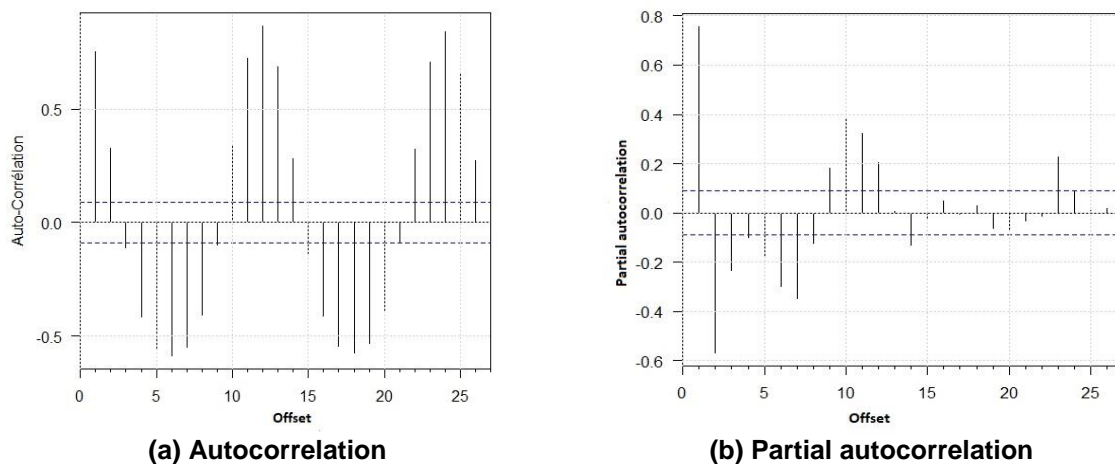 Auto-Corrélation
0.5
0.0
-0.5
0 5 10 15 20 25
Offset
(a) Autocorrelation
Partial autocorrelation
0.8
0.6
0.4
0.2
0.0
-0.2
-0.4
-0.6
0 5 10 15 20 25
Offset
(b) Partial autocorrelation